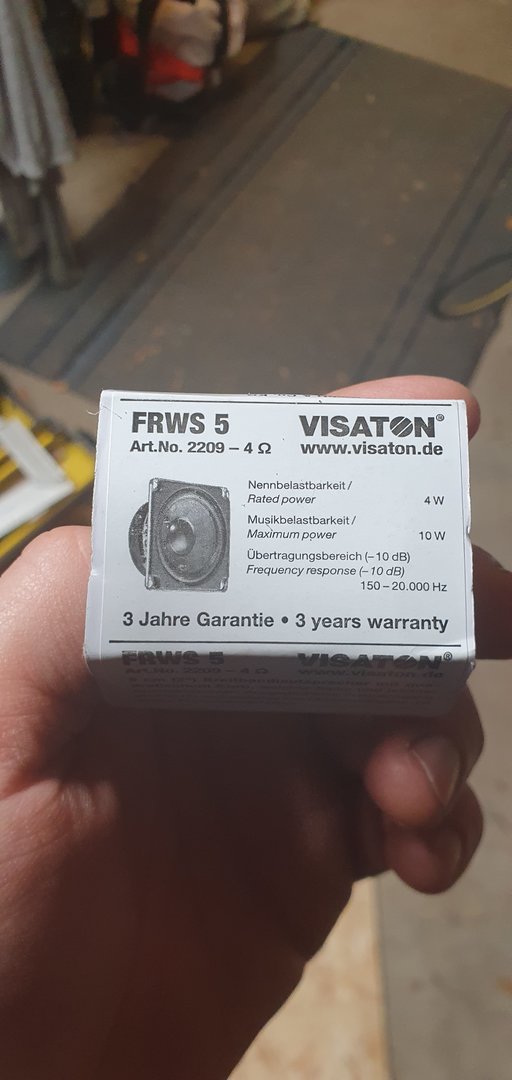 FRWS 5
VISATON®
Art.No. 2209 – 4 Ω
www.visaton.de
Nennbelastbarkeit /
Rated power 4 W
Musikbelastbarkeit /
Maximum power 10 W
Übertragungsbereich (–10 dB)
Frequency response (–10 dB)
150 – 20.000 Hz
3 Jahre Garantie • 3 years warranty
FRWS 5
VISATON®
Art.No. 2209 – 4 Ω
www.visaton.de